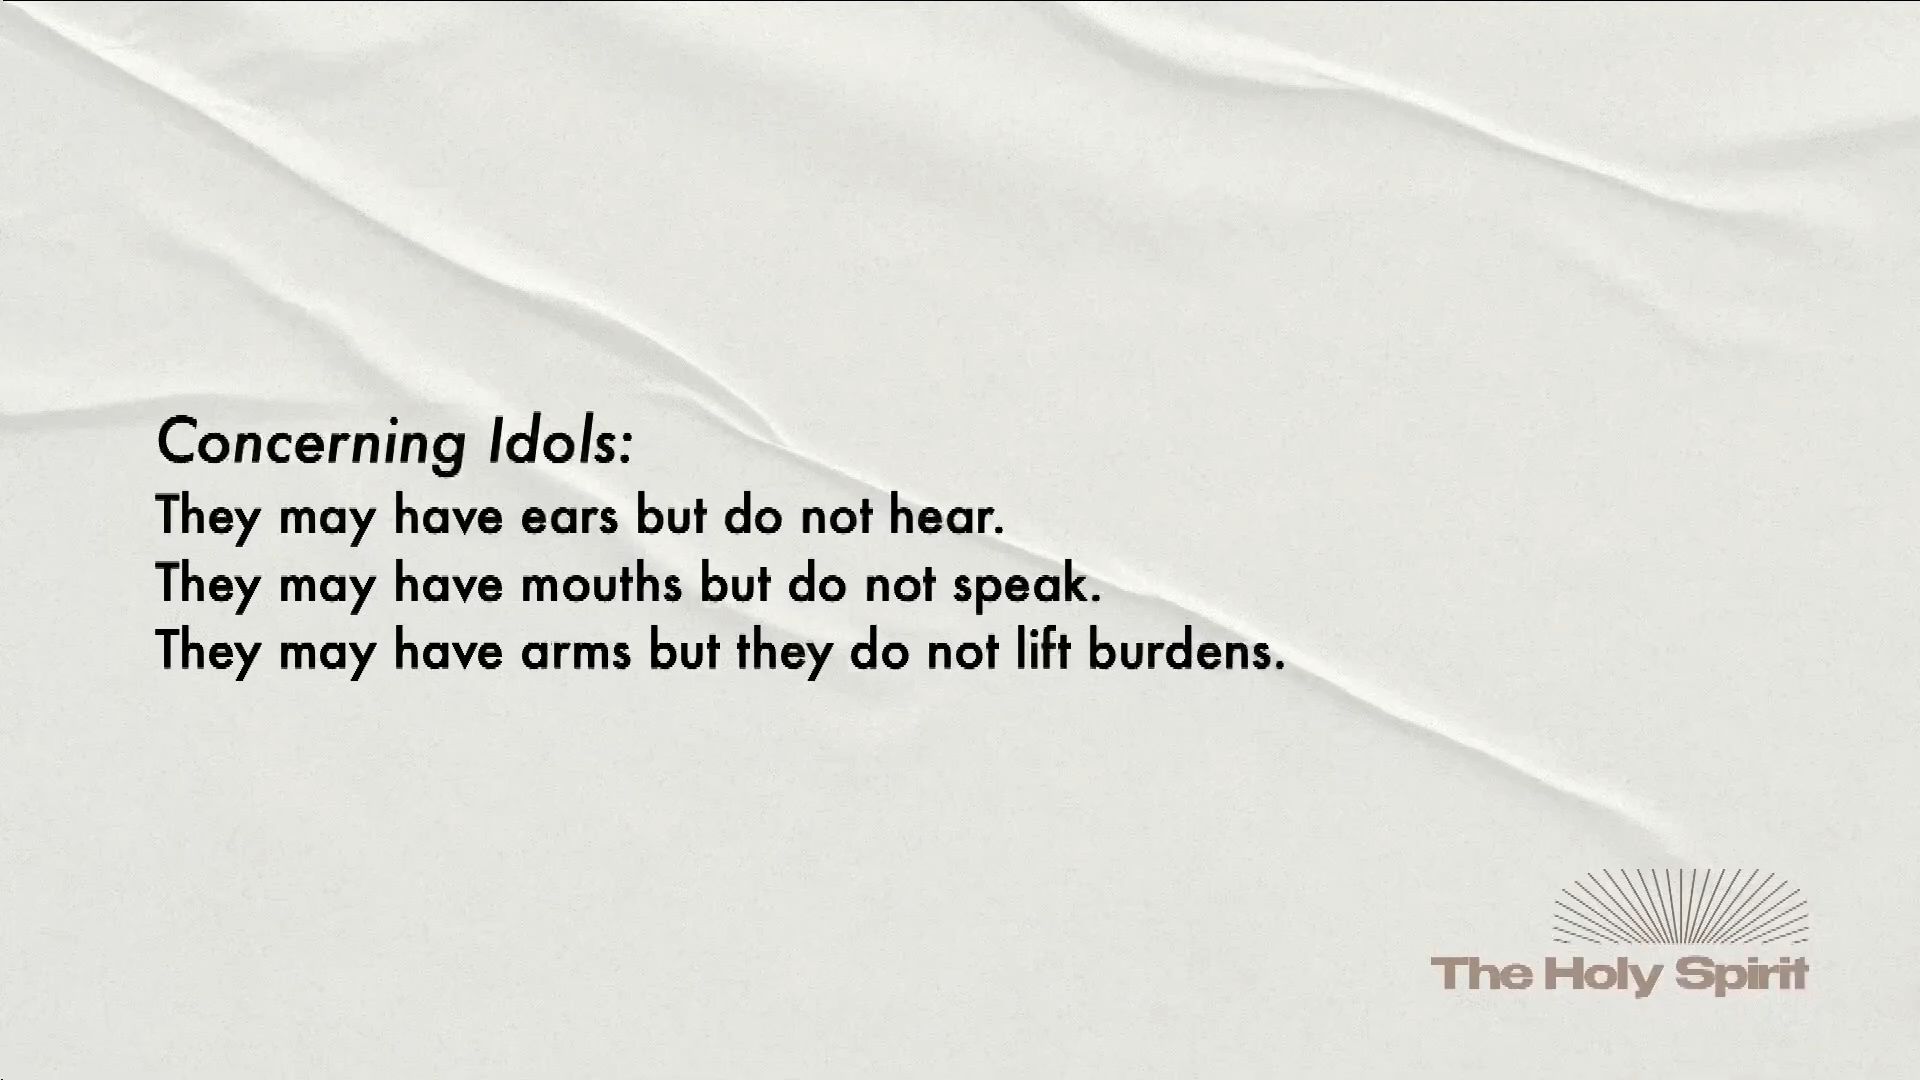 Concerning Idols:
They may have ears but do not hear.
They may have mouths but do not speak.
They may have arms but they do not lift burdens.
The Holy Spirit